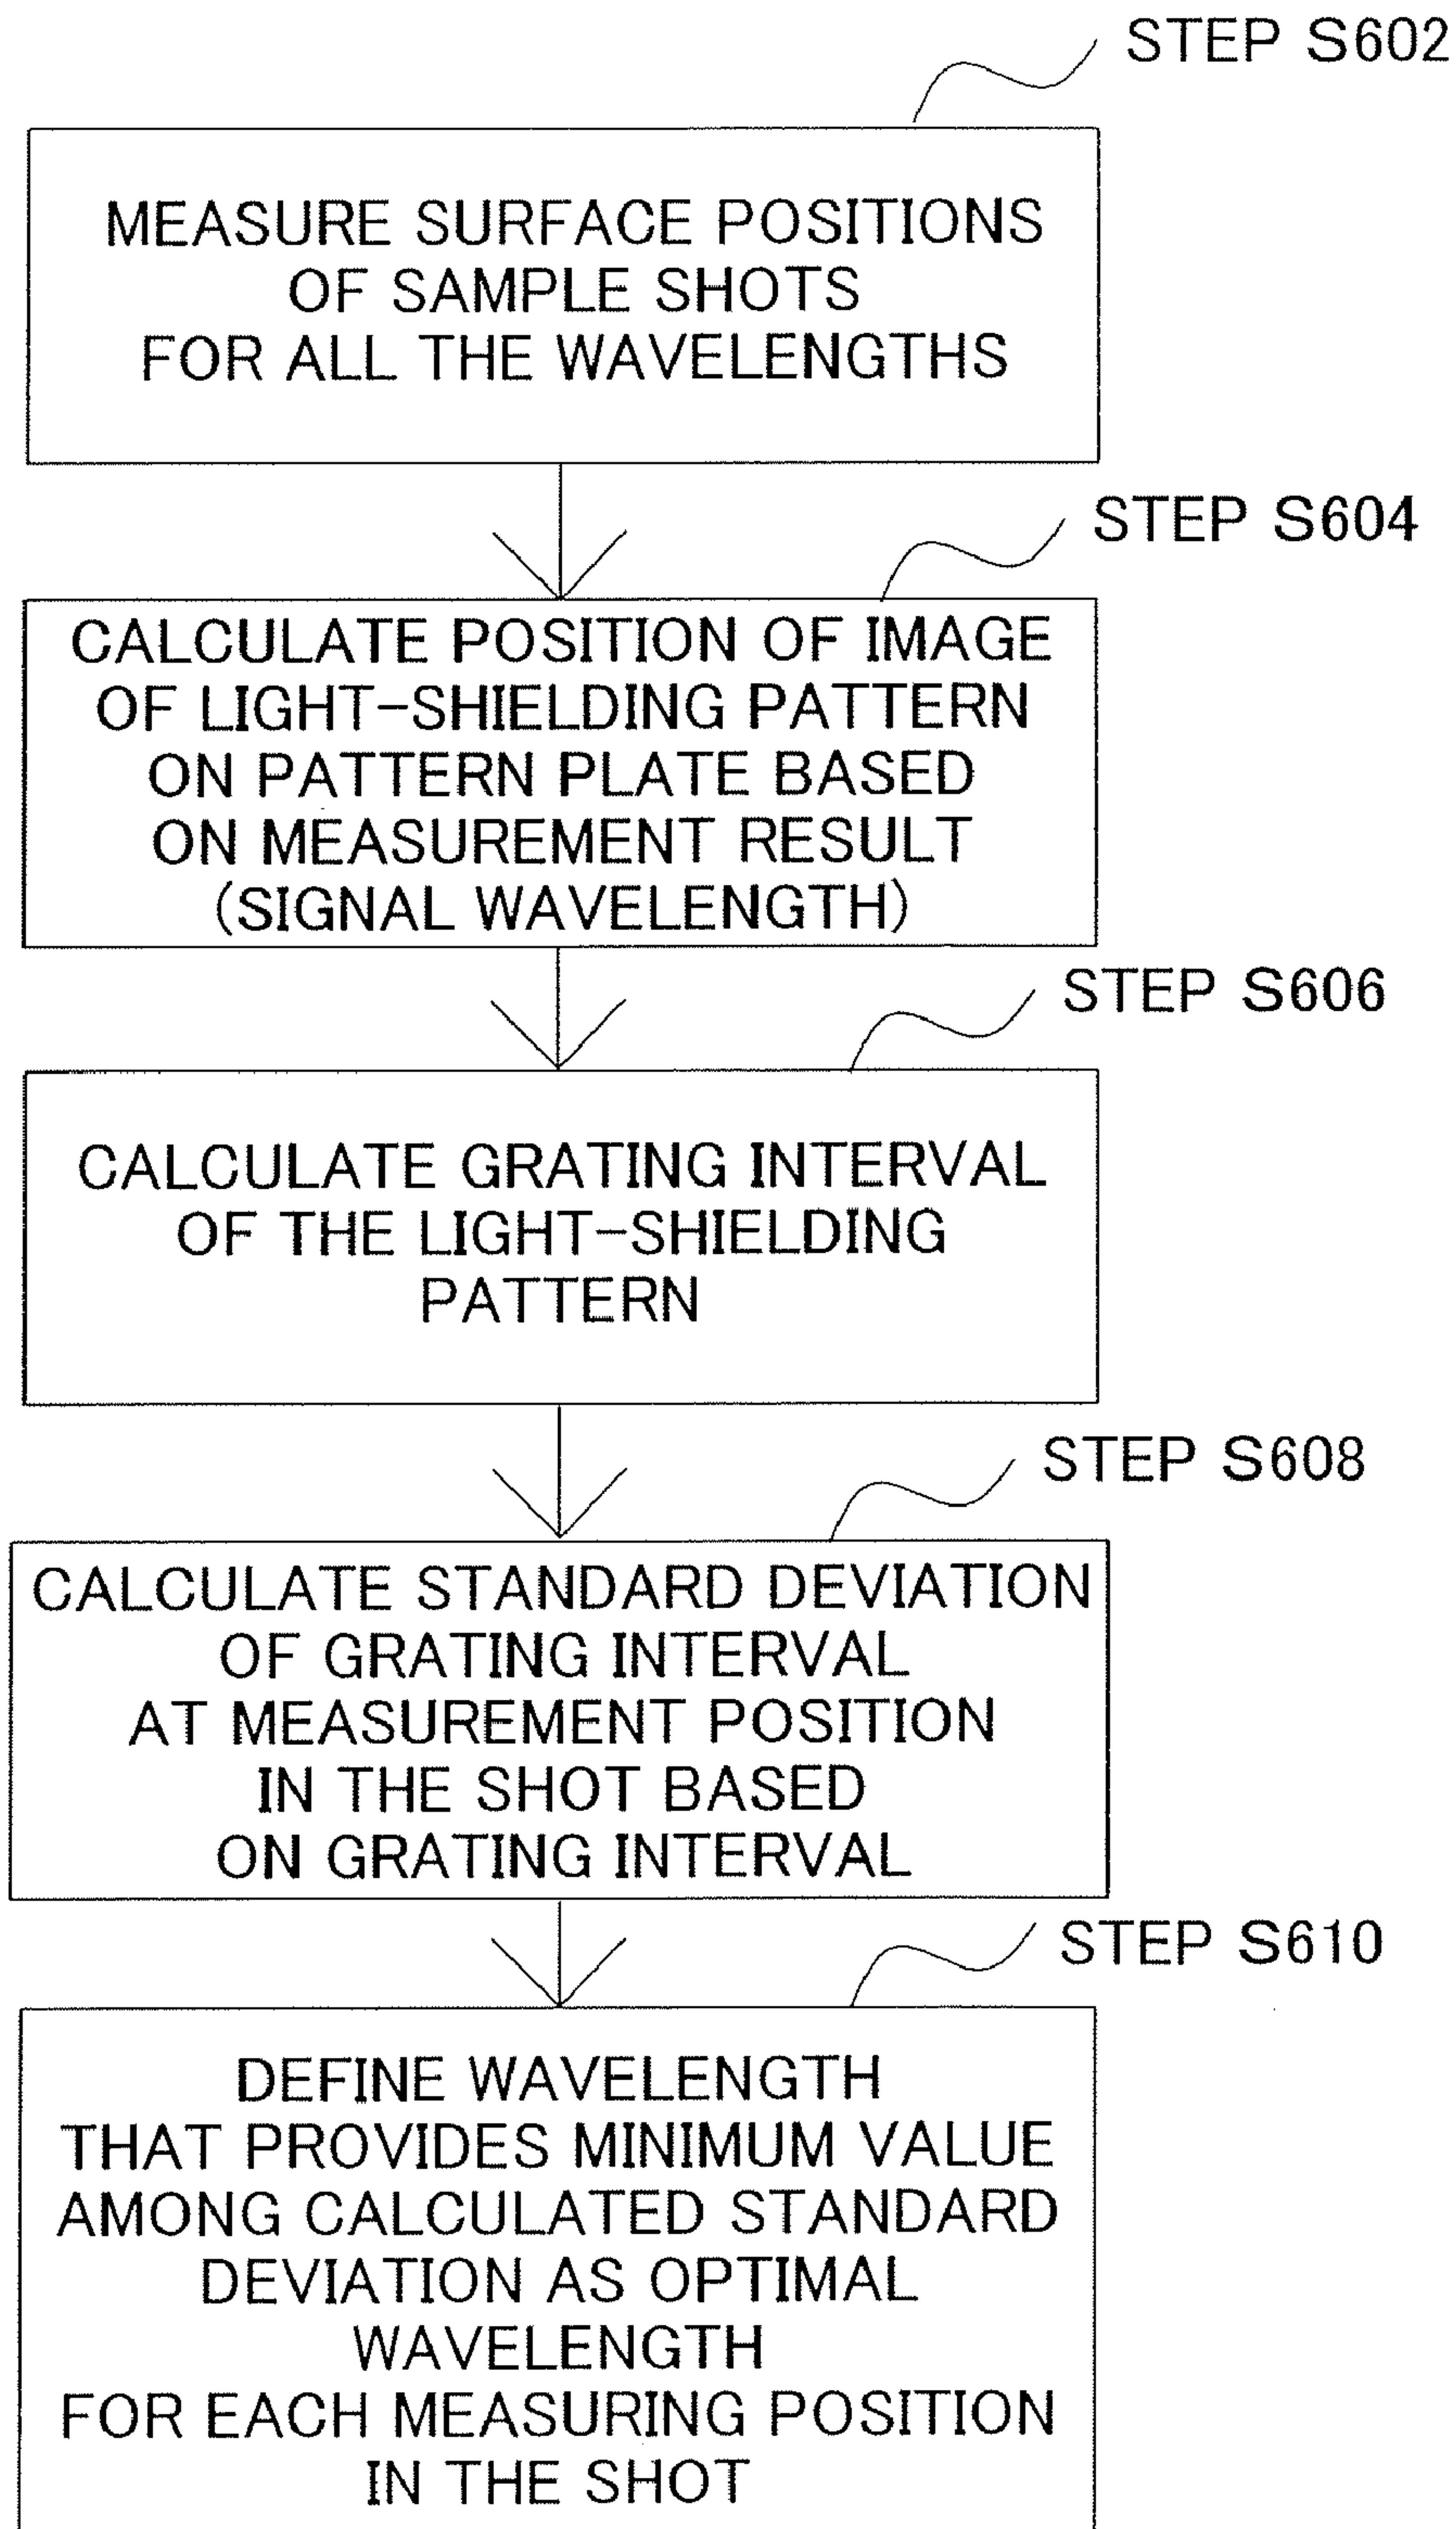 STEP S602
MEASURE SURFACE POSITIONS
OF SAMPLE SHOTS
FOR ALL THE WAVELENGTHS
STEP S604
CALCULATE POSITION OF IMAGE
OF LIGHT-SHIELDING PATTERN
ON PATTERN PLATE BASED
ON MEASUREMENT RESULT
(SIGNAL WAVELENGTH)
STEP S606
CALCULATE GRATING INTERVAL
OF THE LIGHT-SHIELDING
PATTERN
STEP S608
CALCULATE STANDARD DEVIATION
OF GRATING INTERVAL
AT MEASUREMENT POSITION
IN THE SHOT BASED
ON GRATING INTERVAL
STEP S610
DEFINE WAVELENGTH
THAT PROVIDES MINIMUM VALUE
AMONG CALCULATED STANDARD
DEVIATION AS OPTIMAL
WAVELENGTH
FOR EACH MEASURING POSITION
IN THE SHOT